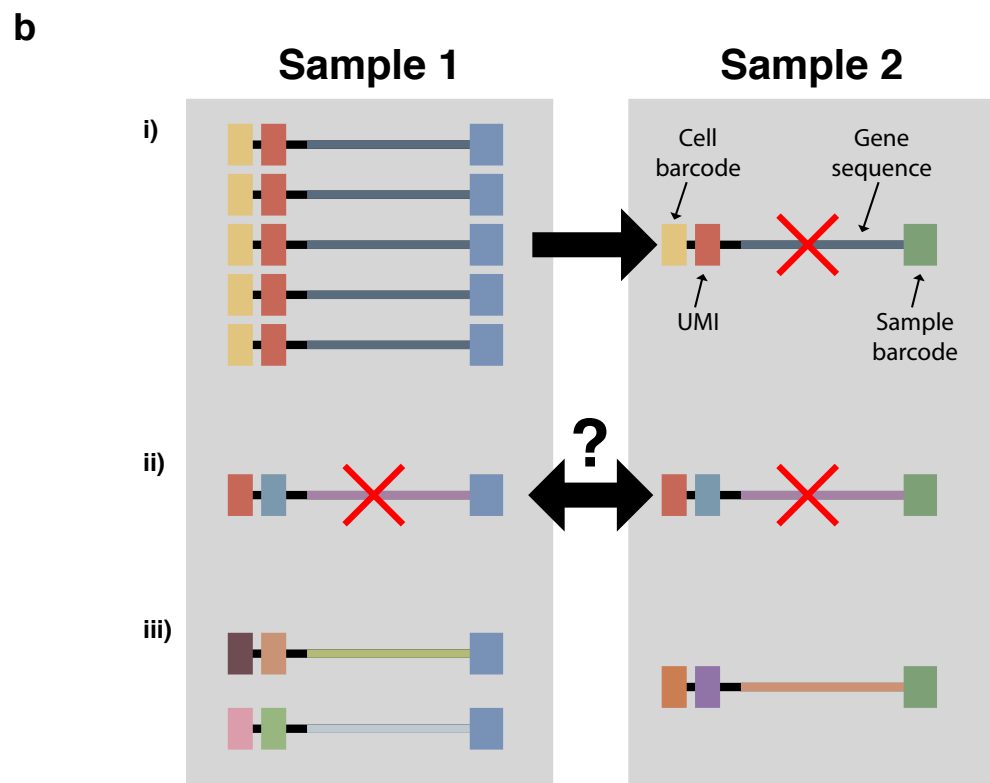 b
Sample 1
Sample 2
i)
Cell
barcode
Gene
sequence
UMI
Sample
barcode
?
ii)
iii)